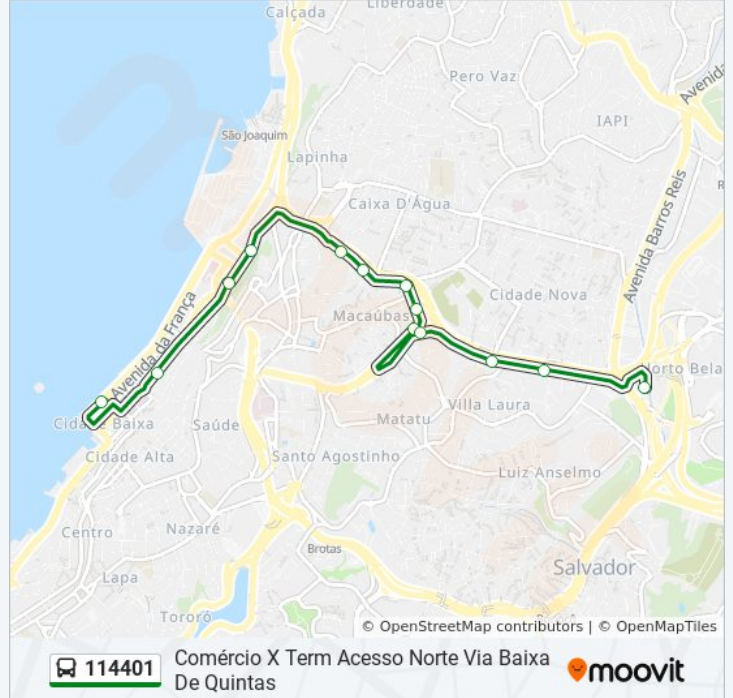 Calçada
Liberdade
Avenida
Pero Vaz
IAPI
São Joaquim
Lapinha
Caixa D'Água
Avenida Barros Reis
Cidade Nova
Avenida da França
Macaúbas
Horto Bela
Villa Laura
Matatu
Cidade Baixa
Saúde
Cidade Alta
Santo Agostinho
Luiz Anselmo
Centro
Nazaré
Brotas
Salvador
Lapa
Tororó
© OpenStreetMap contributors | © OpenMapTiles
114401
Comércio X Term Acesso Norte Via Baixa
De Quintas
moovit